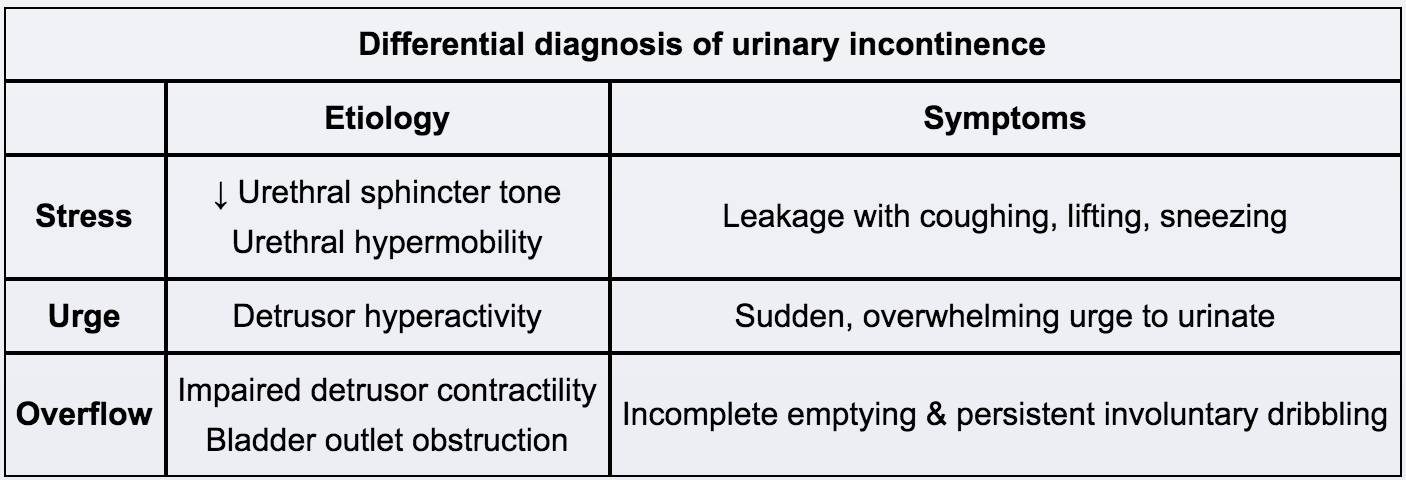 Differential diagnosis of urinary incontinence
Etiology Symptoms
Stress ↓ Urethral sphincter tone
Urethral hypermobility Leakage with coughing, lifting, sneezing
Urge Detrusor hyperactivity Sudden, overwhelming urge to urinate
Overflow Impaired detrusor contractility
Bladder outlet obstruction Incomplete emptying & persistent involuntary dribbling